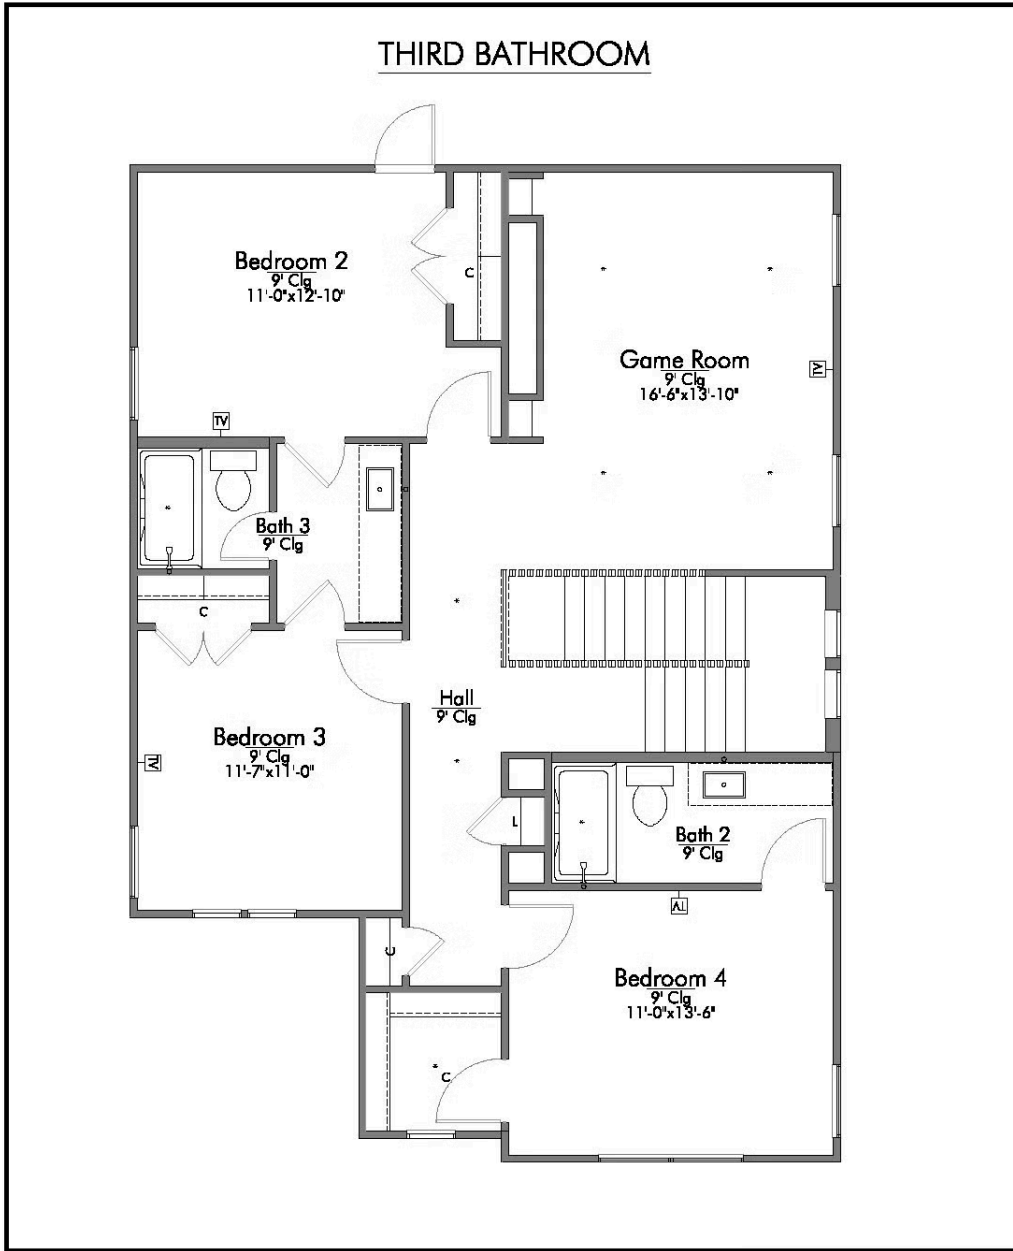 THIRD BATHROOM
Bedroom 2
9' Clg
11'-0"x12'-10"
C
Game Room
9' Clg
16'-6"x13'-10"
TV
TV
Bath 3
9' Clg
C
Hall
9' Clg
Bedroom 3
9' Clg
11'-7"x11'-0"
TV
L
Bath 2
9' Clg
TV
C
Bedroom 4
9' Clg
11'-0"x13'-6"
C